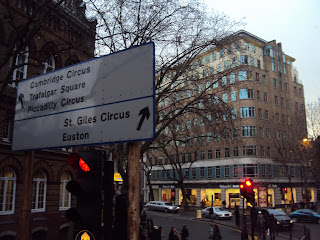 Cambridge Circus
Trafalgar Square
Piccadilly Circus
St. Giles Circus
Euston